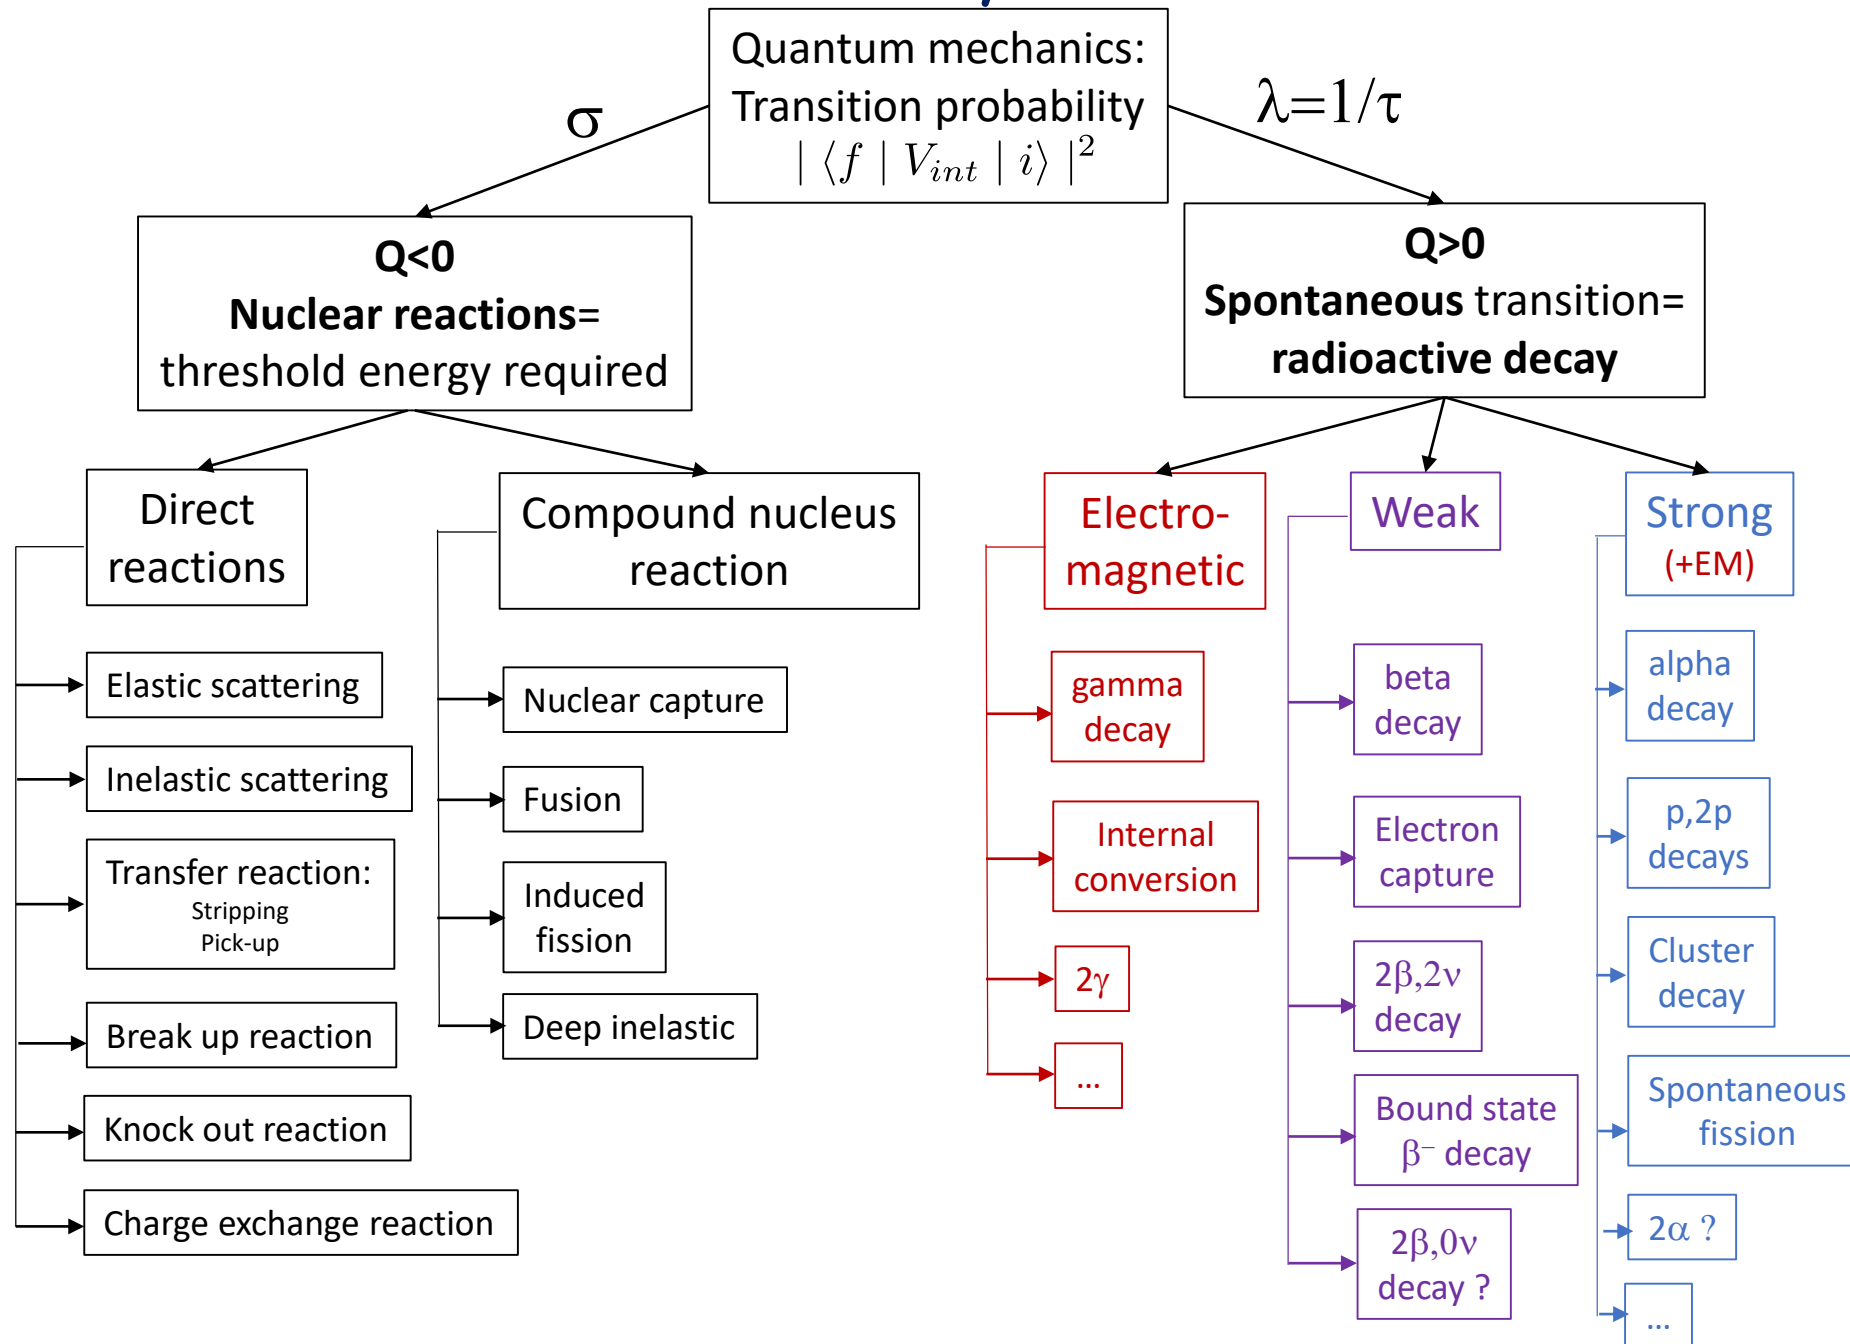 Quantum mechanics:
Transition probability
| ⟨f | V_int | i⟩ |²
σ
λ=1/τ
Q<0
Nuclear reactions=
threshold energy required
Q>0
Spontaneous transition=
radioactive decay
Direct
reactions
Elastic scattering
Inelastic scattering
Transfer reaction:
Stripping
Pick-up
Break up reaction
Knock out reaction
Charge exchange reaction
Compound nucleus
reaction
Nuclear capture
Fusion
Induced
fission
Deep inelastic
Electro-
magnetic
gamma
decay
Internal
conversion
2γ
...
Weak
beta
decay
Electron
capture
2β,2ν
decay
Bound state
β⁻ decay
2β,0ν
decay ?
Strong
(+EM)
alpha
decay
p,2p
decays
Cluster
decay
Spontaneous
fission
2α ?
...